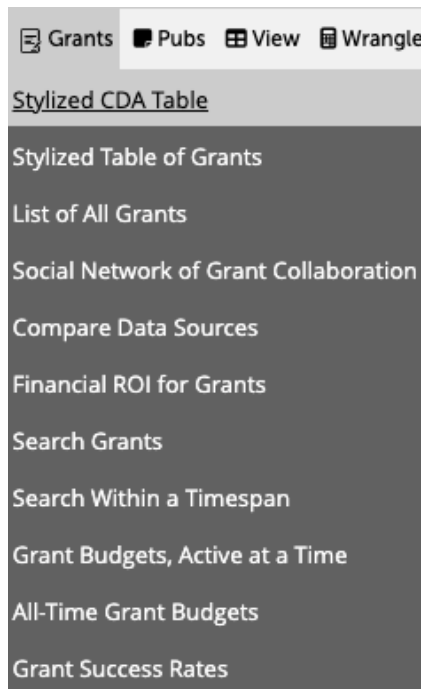 Grants Pubs View Wrangle
Stylized CDA Table
Stylized Table of Grants
List of All Grants
Social Network of Grant Collaboration
Compare Data Sources
Financial ROI for Grants
Search Grants
Search Within a Timespan
Grant Budgets, Active at a Time
All-Time Grant Budgets
Grant Success Rates